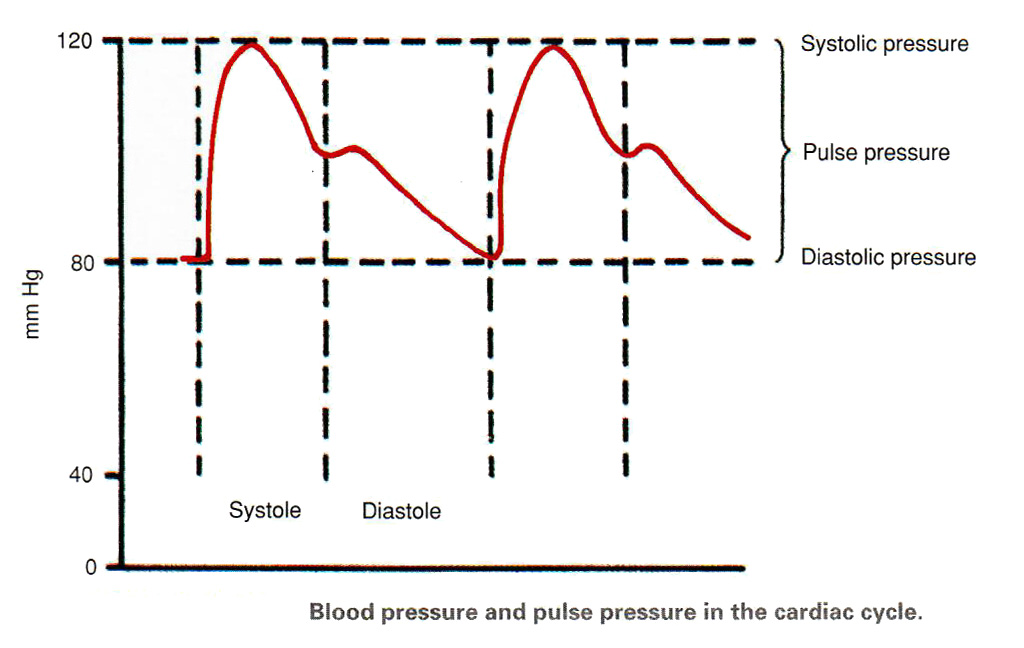 120
Systolic pressure
Pulse pressure
80
Diastolic pressure
mm Hg
40
Systole
Diastole
0
Blood pressure and pulse pressure in the cardiac cycle.